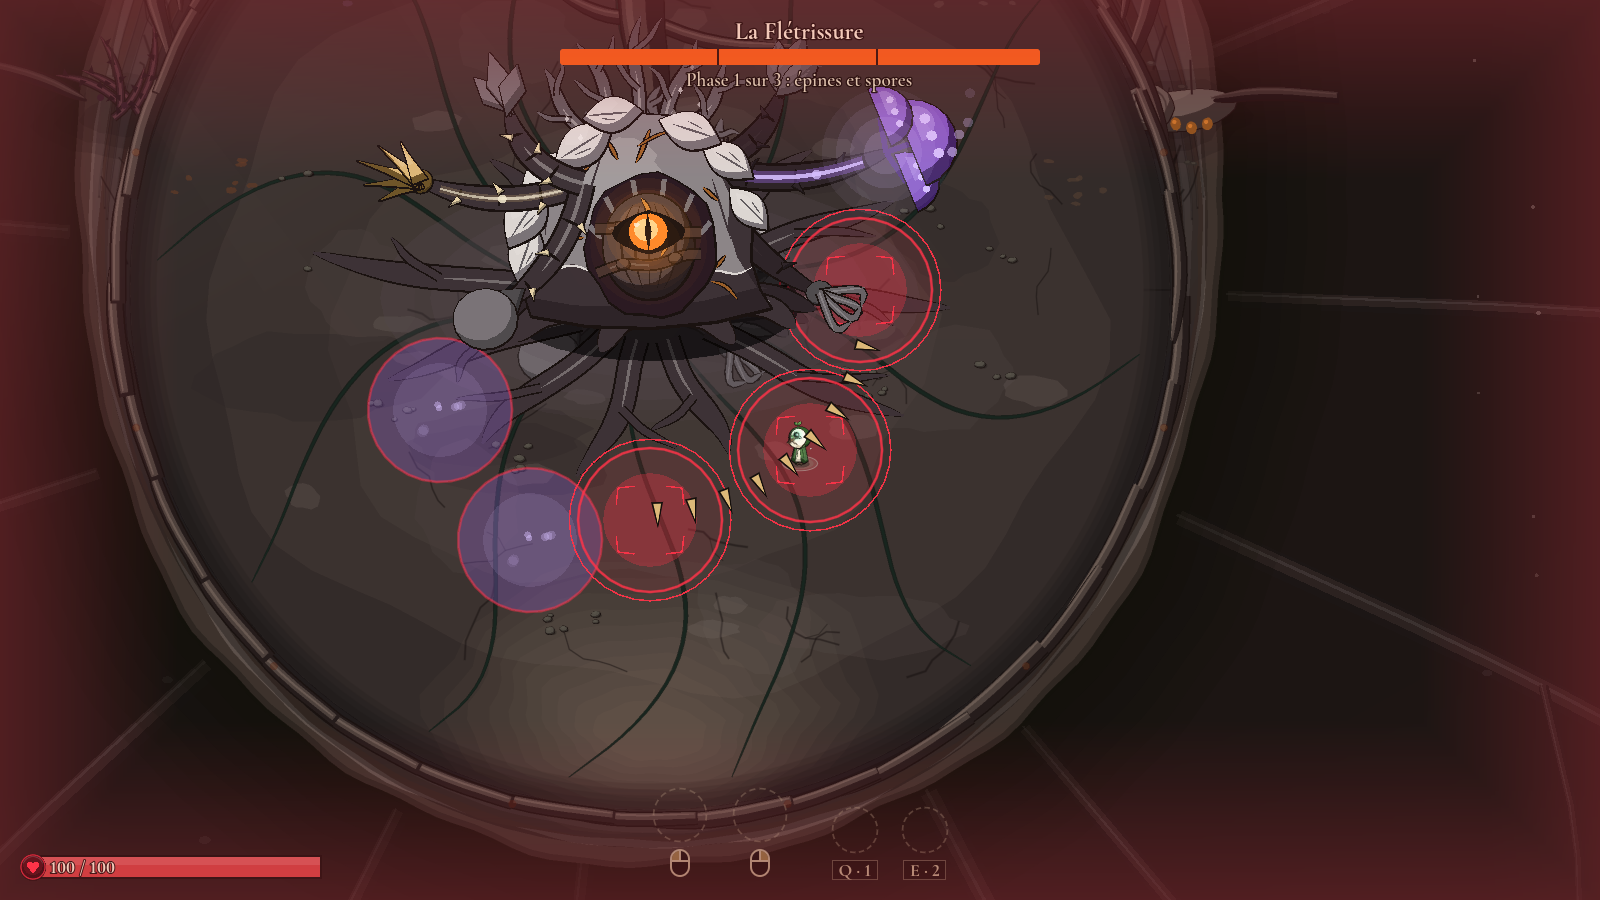 La Flétrissure
Phase 1 sur 3 : épines et spores
100 / 100
Q · 1
E · 2